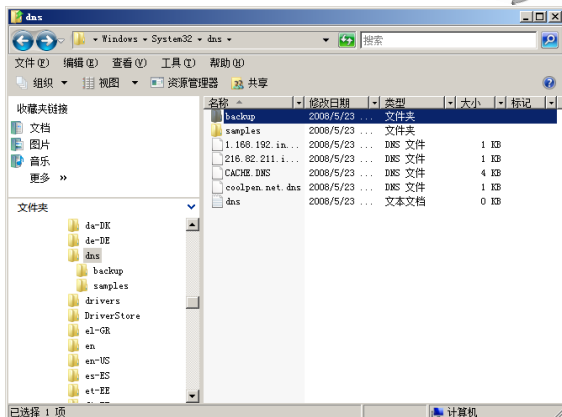 dns
Windows ▾ System32 ▾ dns ▾
搜索
文件(F) 编辑(E) 查看(V) 工具(T) 帮助(H)
组织 ▾ 视图 ▾ 资源管理器 共享
收藏夹链接
文档
图片
音乐
更多 »
文件夹
da-DK
de-DE
dns
backup
samples
drivers
DriverStore
el-GR
en
en-US
es-ES
et-EE
名称 修改日期 类型 大小 标记
backup 2008/5/23 ... 文件夹
samples 2008/5/23 ... 文件夹
1.168.192.in... 2008/5/23 ... DNS 文件 1 KB
216.82.211.i... 2008/5/23 ... DNS 文件 1 KB
CACHE.DNS 2008/5/23 ... DNS 文件 4 KB
coolpen.net.dns 2008/5/23 ... DNS 文件 1 KB
dns 2008/5/23 ... 文本文档 0 KB
已选择 1 项
计算机